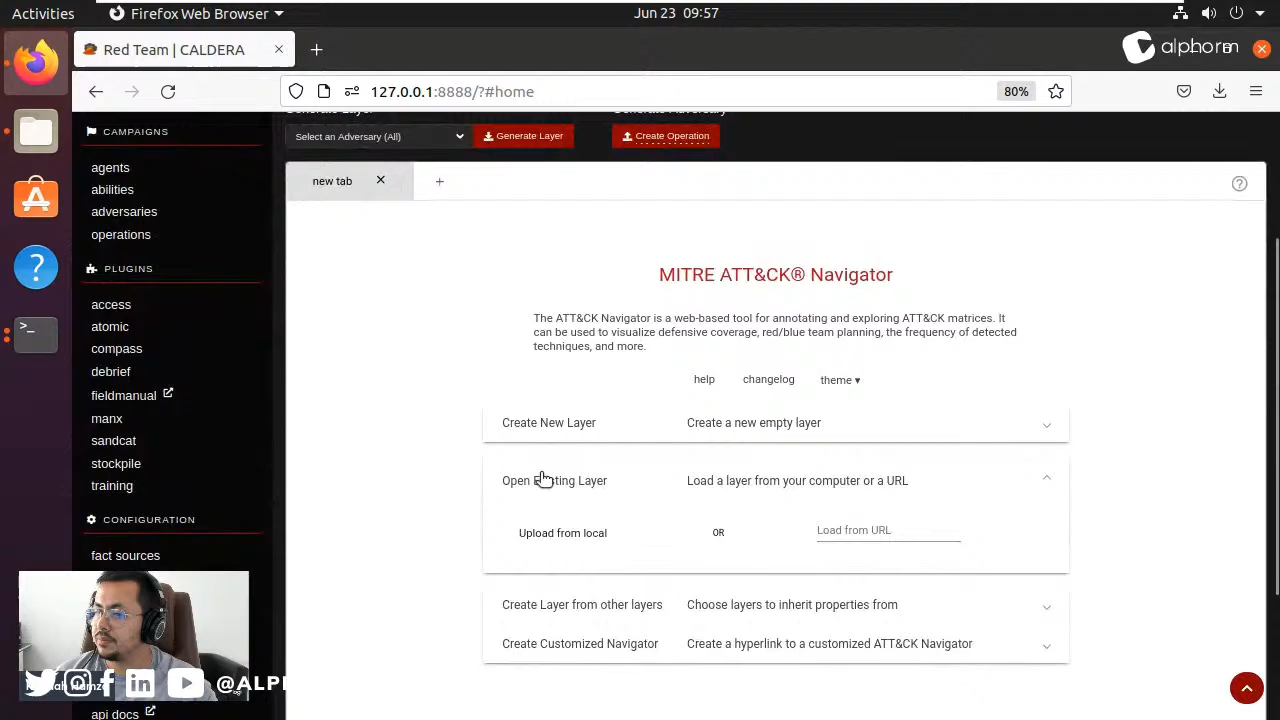 Activities
Firefox Web Browser
Jun 23 09:57
Red Team | CALDERA
alphorm
127.0.0.1:8888/?#home
80%
CAMPAIGNS
agents
abilities
adversaries
operations
PLUGINS
access
atomic
compass
debrief
fieldmanual
manx
sandcat
stockpile
training
CONFIGURATION
fact sources
api docs
Select an Adversary (All)
Generate Layer
Create Operation
new tab
MITRE ATT&CK® Navigator
The ATT&CK Navigator is a web-based tool for annotating and exploring ATT&CK matrices. It
can be used to visualize defensive coverage, red/blue team planning, the frequency of detected
techniques, and more.
help
changelog
theme ▾
Create New Layer
Create a new empty layer
Open Existing Layer
Load a layer from your computer or a URL
Upload from local
OR
Load from URL
Create Layer from other layers
Choose layers to inherit properties from
Create Customized Navigator
Create a hyperlink to a customized ATT&CK Navigator
@ALP